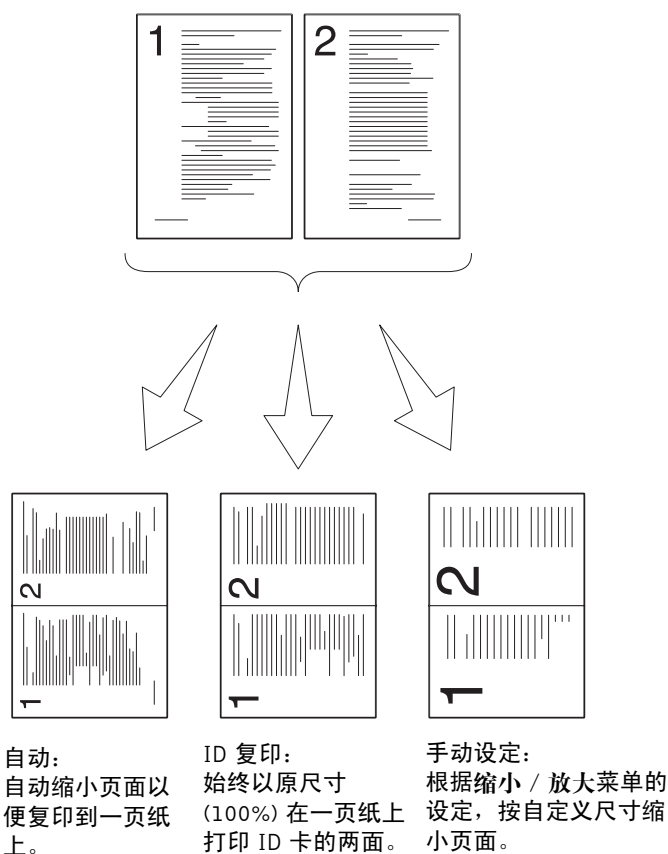 1
2
2
1
2
1
2
1
自动：
自动缩小页面以
便复印到一页纸
上。
ID 复印：
始终以原尺寸
(100%) 在一页纸上
打印 ID 卡的两面。
手动设定：
根据缩小 / 放大菜单的
设定，按自定义尺寸缩
小页面。